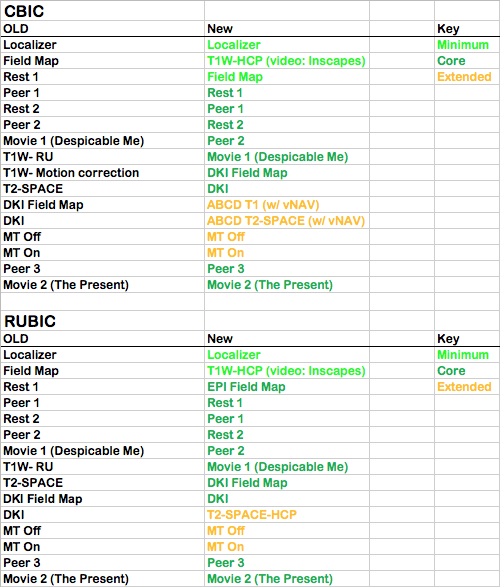 CBIC
OLD New Key
Localizer Localizer Minimum
Field Map T1W-HCP (video: Inscapes) Core
Rest 1 Field Map Extended
Peer 1 Rest 1
Rest 2 Peer 1
Peer 2 Rest 2
Movie 1 (Despicable Me) Peer 2
T1W- RU Movie 1 (Despicable Me)
T1W- Motion correction DKI Field Map
T2-SPACE DKI
DKI Field Map ABCD T1 (w/ vNAV)
DKI ABCD T2-SPACE (w/ vNAV)
MT Off MT Off
MT On MT On
Peer 3 Peer 3
Movie 2 (The Present) Movie 2 (The Present)
RUBIC
OLD New Key
Localizer Localizer Minimum
Field Map T1W-HCP (video: Inscapes) Core
Rest 1 EPI Field Map Extended
Peer 1 Rest 1
Rest 2 Peer 1
Peer 2 Rest 2
Movie 1 (Despicable Me) Peer 2
T1W- RU Movie 1 (Despicable Me)
T2-SPACE DKI Field Map
DKI Field Map DKI
DKI T2-SPACE-HCP
MT Off MT Off
MT On MT On
Peer 3 Peer 3
Movie 2 (The Present) Movie 2 (The Present)